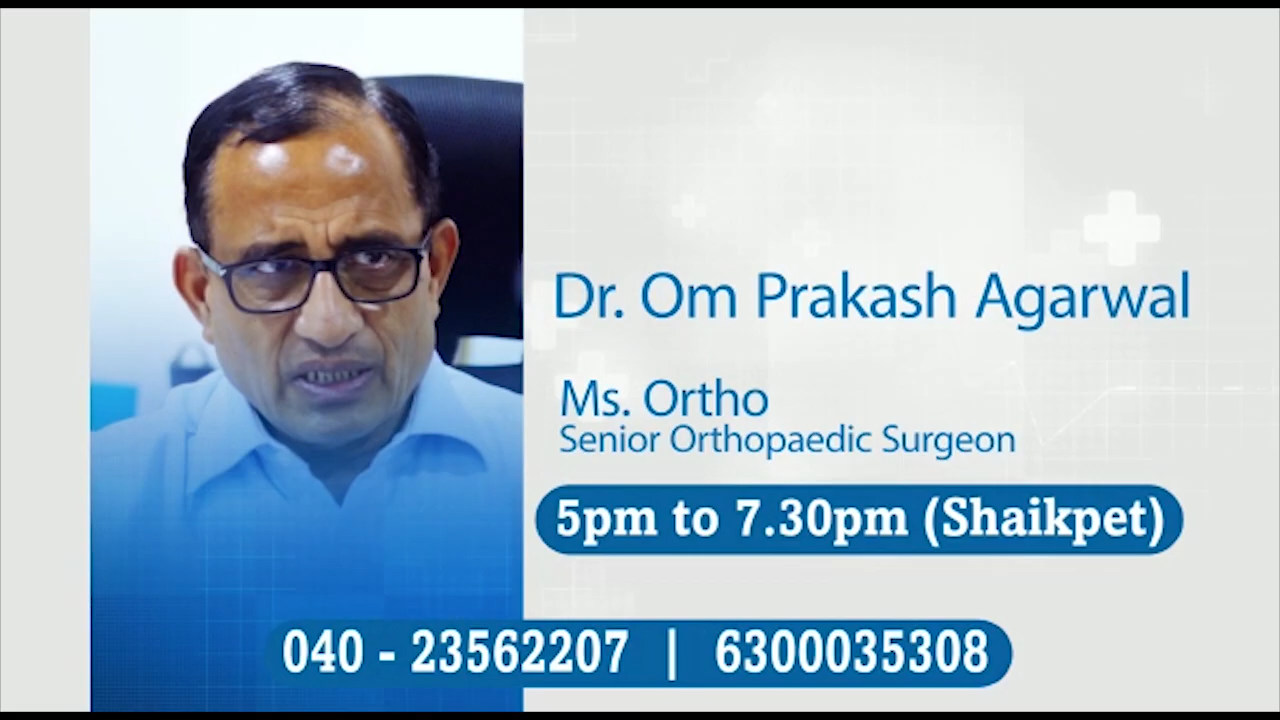 Dr. Om Prakash Agarwal
Ms. Ortho
Senior Orthopaedic Surgeon
5pm to 7.30pm (Shaikpet)
040 - 23562207 | 6300035308